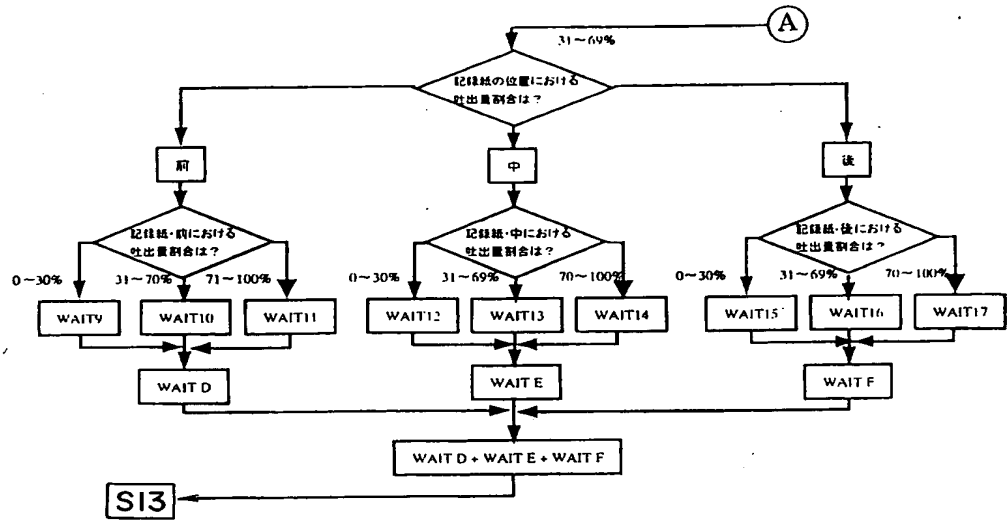 A
31～69%
記録紙の位置における
吐出量割合は?
前
中
後
記録紙・前における
吐出量割合は?
記録紙・中における
吐出量割合は?
記録紙・後における
吐出量割合は?
0～30%
31～70%
71～100%
0～30%
31～69%
70～100%
0～30%
31～69%
70～100%
WAIT9
WAIT10
WAIT11
WAIT12
WAIT13
WAIT14
WAIT15
WAIT16
WAIT17
WAIT D
WAIT E
WAIT F
WAIT D + WAIT E + WAIT F
S13